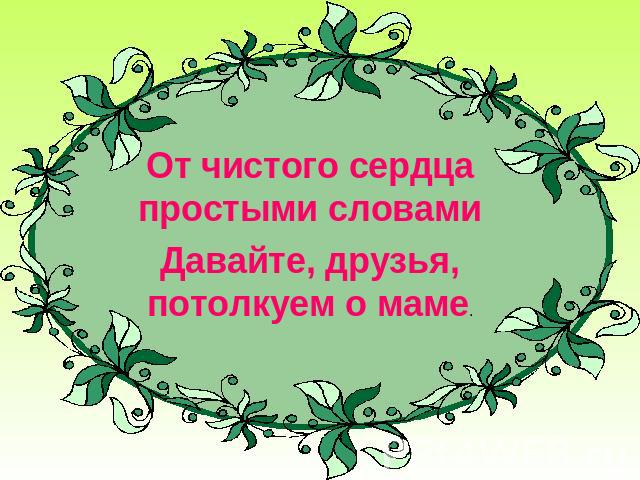 От чистого сердца
простыми словами
Давайте, друзья,
потолкуем о маме.